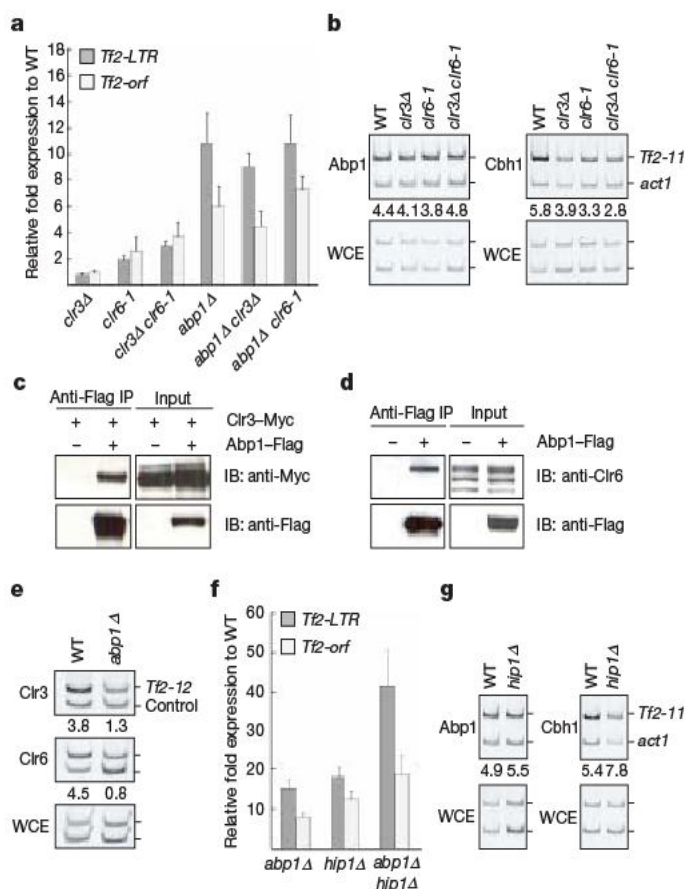 a
Relative fold expression to WT
18
16
14
12
10
8
6
4
2
Tf2-LTR
Tf2-orf
clr3Δ
clr6-1
clr3Δ clr6-1
abp1Δ
abp1Δ clr3Δ
abp1Δ clr6-1
b
WT
clr3Δ
clr6-1
clr3Δ clr6-1
Abp1
4.4 4.1 3.8 4.8
WCE
WT
clr3Δ
clr6-1
clr3Δ clr6-1
Cbh1
Tf2-11
act1
5.8 3.9 3.3 2.8
WCE
c
Anti-Flag IP Input
+ + + + Clr3–Myc
– + – + Abp1–Flag
IB: anti-Myc
IB: anti-Flag
d
Anti-Flag IP Input
– + – + Abp1–Flag
IB: anti-Clr6
IB: anti-Flag
e
WT
abp1Δ
Clr3
Tf2-12
Control
3.8 1.3
Clr6
4.5 0.8
WCE
f
Relative fold expression to WT
60
50
40
30
20
10
Tf2-LTR
Tf2-orf
abp1Δ
hip1Δ
abp1Δ
hip1Δ
g
WT
hip1Δ
Abp1
4.9 5.5
WCE
WT
hip1Δ
Cbh1
Tf2-11
act1
5.4 7.8
WCE